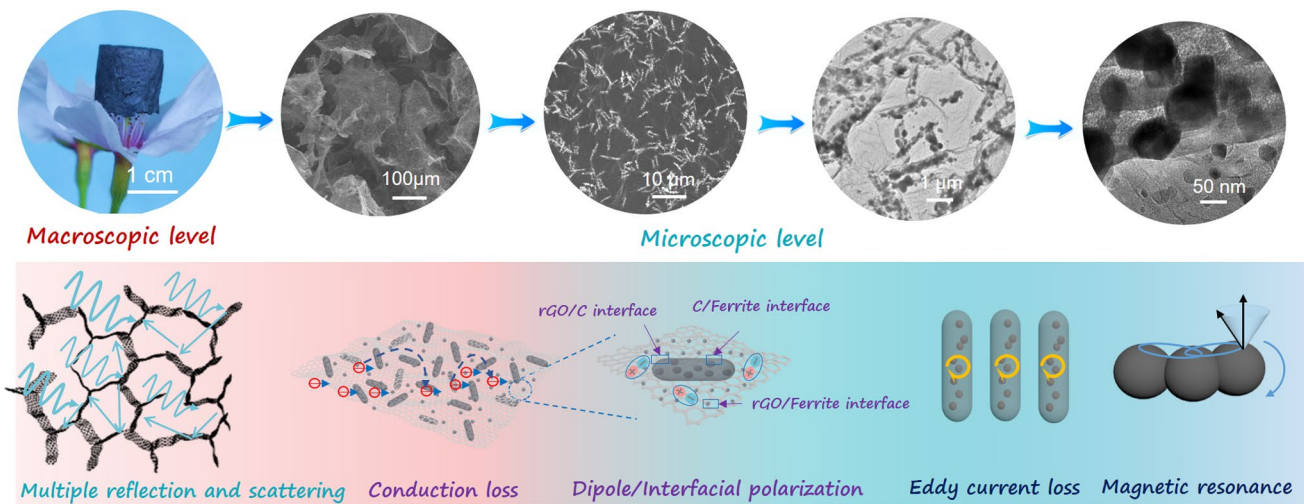 1 cm
100μm
10 μm
1 μm
50 nm
Macroscopic level
Microscopic level
rGO/C interface
C/Ferrite interface
rGO/Ferrite interface
Multiple reflection and scattering
Conduction loss
Dipole/Interfacial polarization
Eddy current loss
Magnetic resonance